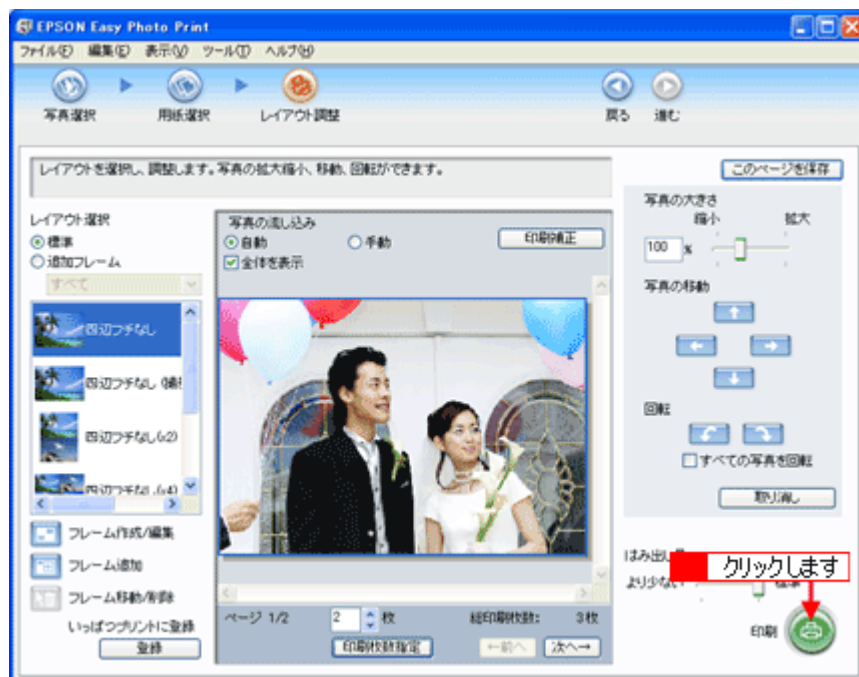 EPSON Easy Photo Print
ファイル(F) 編集(E) 表示(V) ツール(T) ヘルプ(H)
写真選択 用紙選択 レイアウト調整 戻る 進む
レイアウトを選択し、調整します。写真の拡大縮小、移動、回転ができます。
このページを保存
レイアウト選択
標準
追加フレーム
すべて
四辺フチなし
四辺フチなし
四辺フチなし(x2)
四辺フチなし(x4)
フレーム作成/編集
フレーム追加
フレーム移動/削除
いっぱつプリントに登録
登録
写真の流し込み
自動 手動
印刷補正
全体を表示
ページ 1/2 2 枚 総印刷枚数: 3枚
印刷枚数指定 ←前へ 次へ→
写真の大きさ
縮小 拡大
100 %
写真の移動
回転
すべての写真を回転
取り消し
はみ出し
より少ない 標準
クリックします
印刷